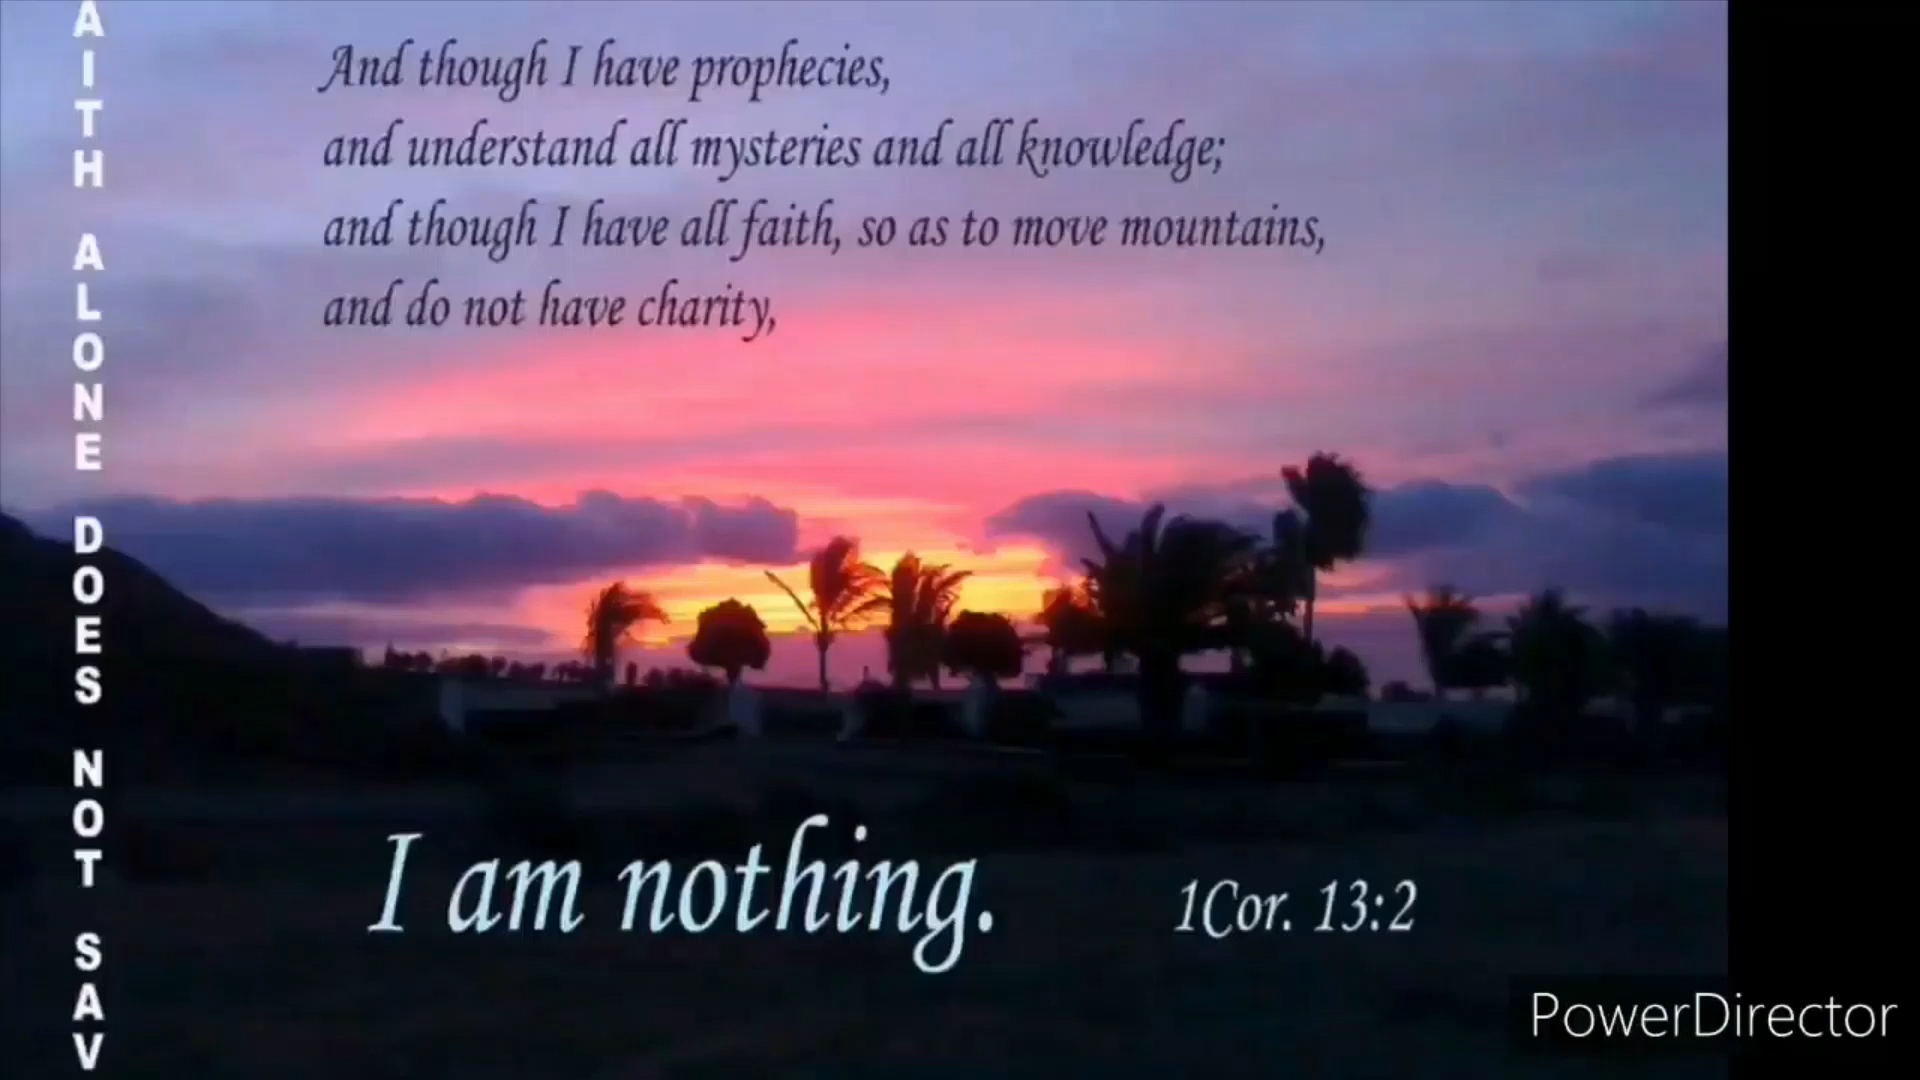 AITH ALONE DOES NOT SAV
And though I have prophecies,
and understand all mysteries and all knowledge;
and though I have all faith, so as to move mountains,
and do not have charity,
I am nothing.
1Cor. 13:2
PowerDirector